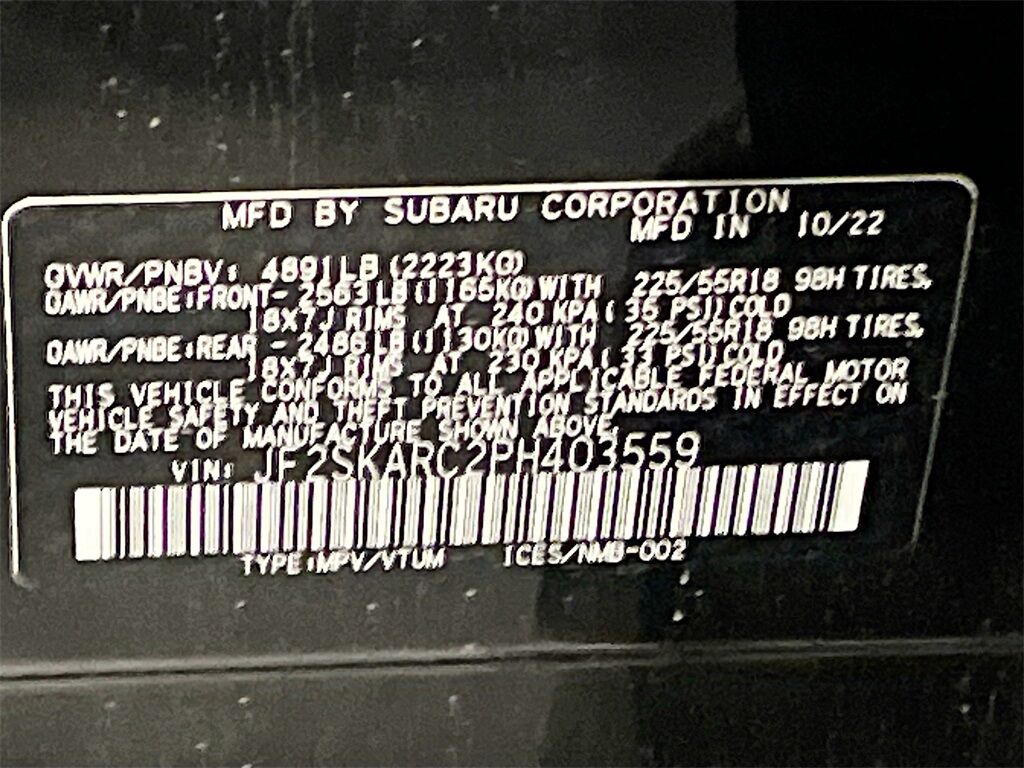 MFD BY SUBARU CORPORATION
MFD IN 10/22
GVWR/PNBV: 4891LB (2223KG)
GAWR/PNBE:FRONT- 2563LB(1165KG)WITH 225/55R18 98H TIRES,
18X7J RIMS AT 240 KPA( 35 PSI)COLD
GAWR/PNBE:REAR - 2486LB(1130KG)WITH 225/55R18 98H TIRES,
18X7J RIMS AT 230 KPA( 33 PSI)COLD
THIS VEHICLE CONFORMS TO ALL APPLICABLE FEDERAL MOTOR
VEHICLE SAFETY AND THEFT PREVENTION STANDARDS IN EFFECT ON
THE DATE OF MANUFACTURE SHOWN ABOVE.
VIN: JF2SKARC2PH403559
TYPE:MPV/VTUM ICES/NMB-002